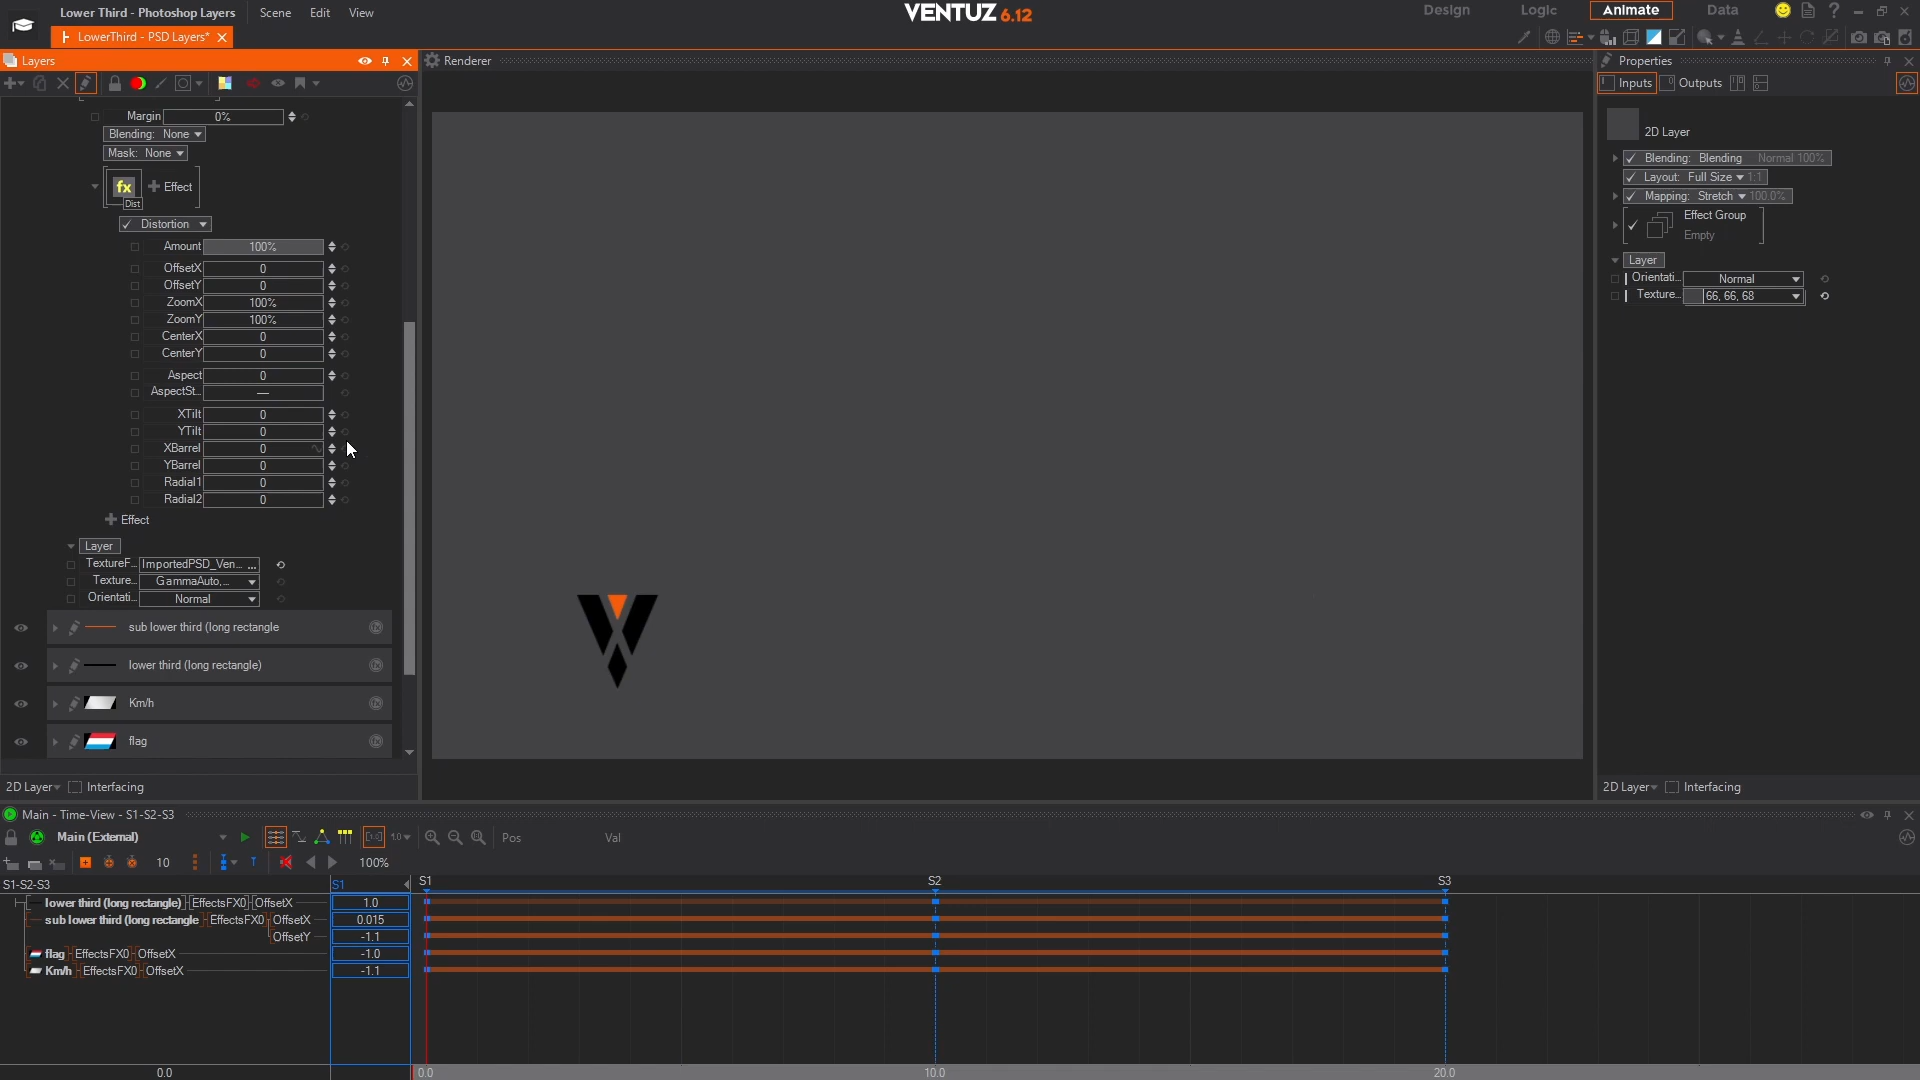 Lower Third - Photoshop Layers* Scene Edit View
VENTUZ 6.12
Design Logic Animate Data
LowerThird - PSD Layers*
Layers
Renderer
Properties
Inputs Outputs
Margin 0%
Blending: None
Mask: None
fx Effect
Dist
Distortion
Amount 100%
OffsetX 0
OffsetY 0
ZoomX 100%
ZoomY 100%
CenterX 0
CenterY 0
Aspect 0
AspectSt... —
XTilt 0
YTilt 0
XBarrel 0
YBarrel 0
Radial1 0
Radial2 0
Effect
Layer
TextureF... ImportedPSD_Ven... ...
Texture... GammaAuto,...
Orientati... Normal
sub lower third (long rectangle
lower third (long rectangle)
Km/h
flag
2D Layer Interfacing
2D Layer
Blending: Blending Normal 100%
Layout: Full Size 1:1
Mapping: Stretch 100.0%
Effect Group
Empty
Layer
Orientati... Normal
Texture... 66, 66, 68
2D Layer Interfacing
Main - Time-View - S1-S2-S3
Main (External) 1.0 Pos Val
10 100%
S1-S2-S3 S1 S1 S2 S3
lower third (long rectangle) EffectsFX0 OffsetX 1.0
sub lower third (long rectangle EffectsFX0 OffsetX 0.015
OffsetY -1.1
flag EffectsFX0 OffsetX -1.0
Km/h EffectsFX0 OffsetX -1.1
0.0 0.0 10.0 20.0